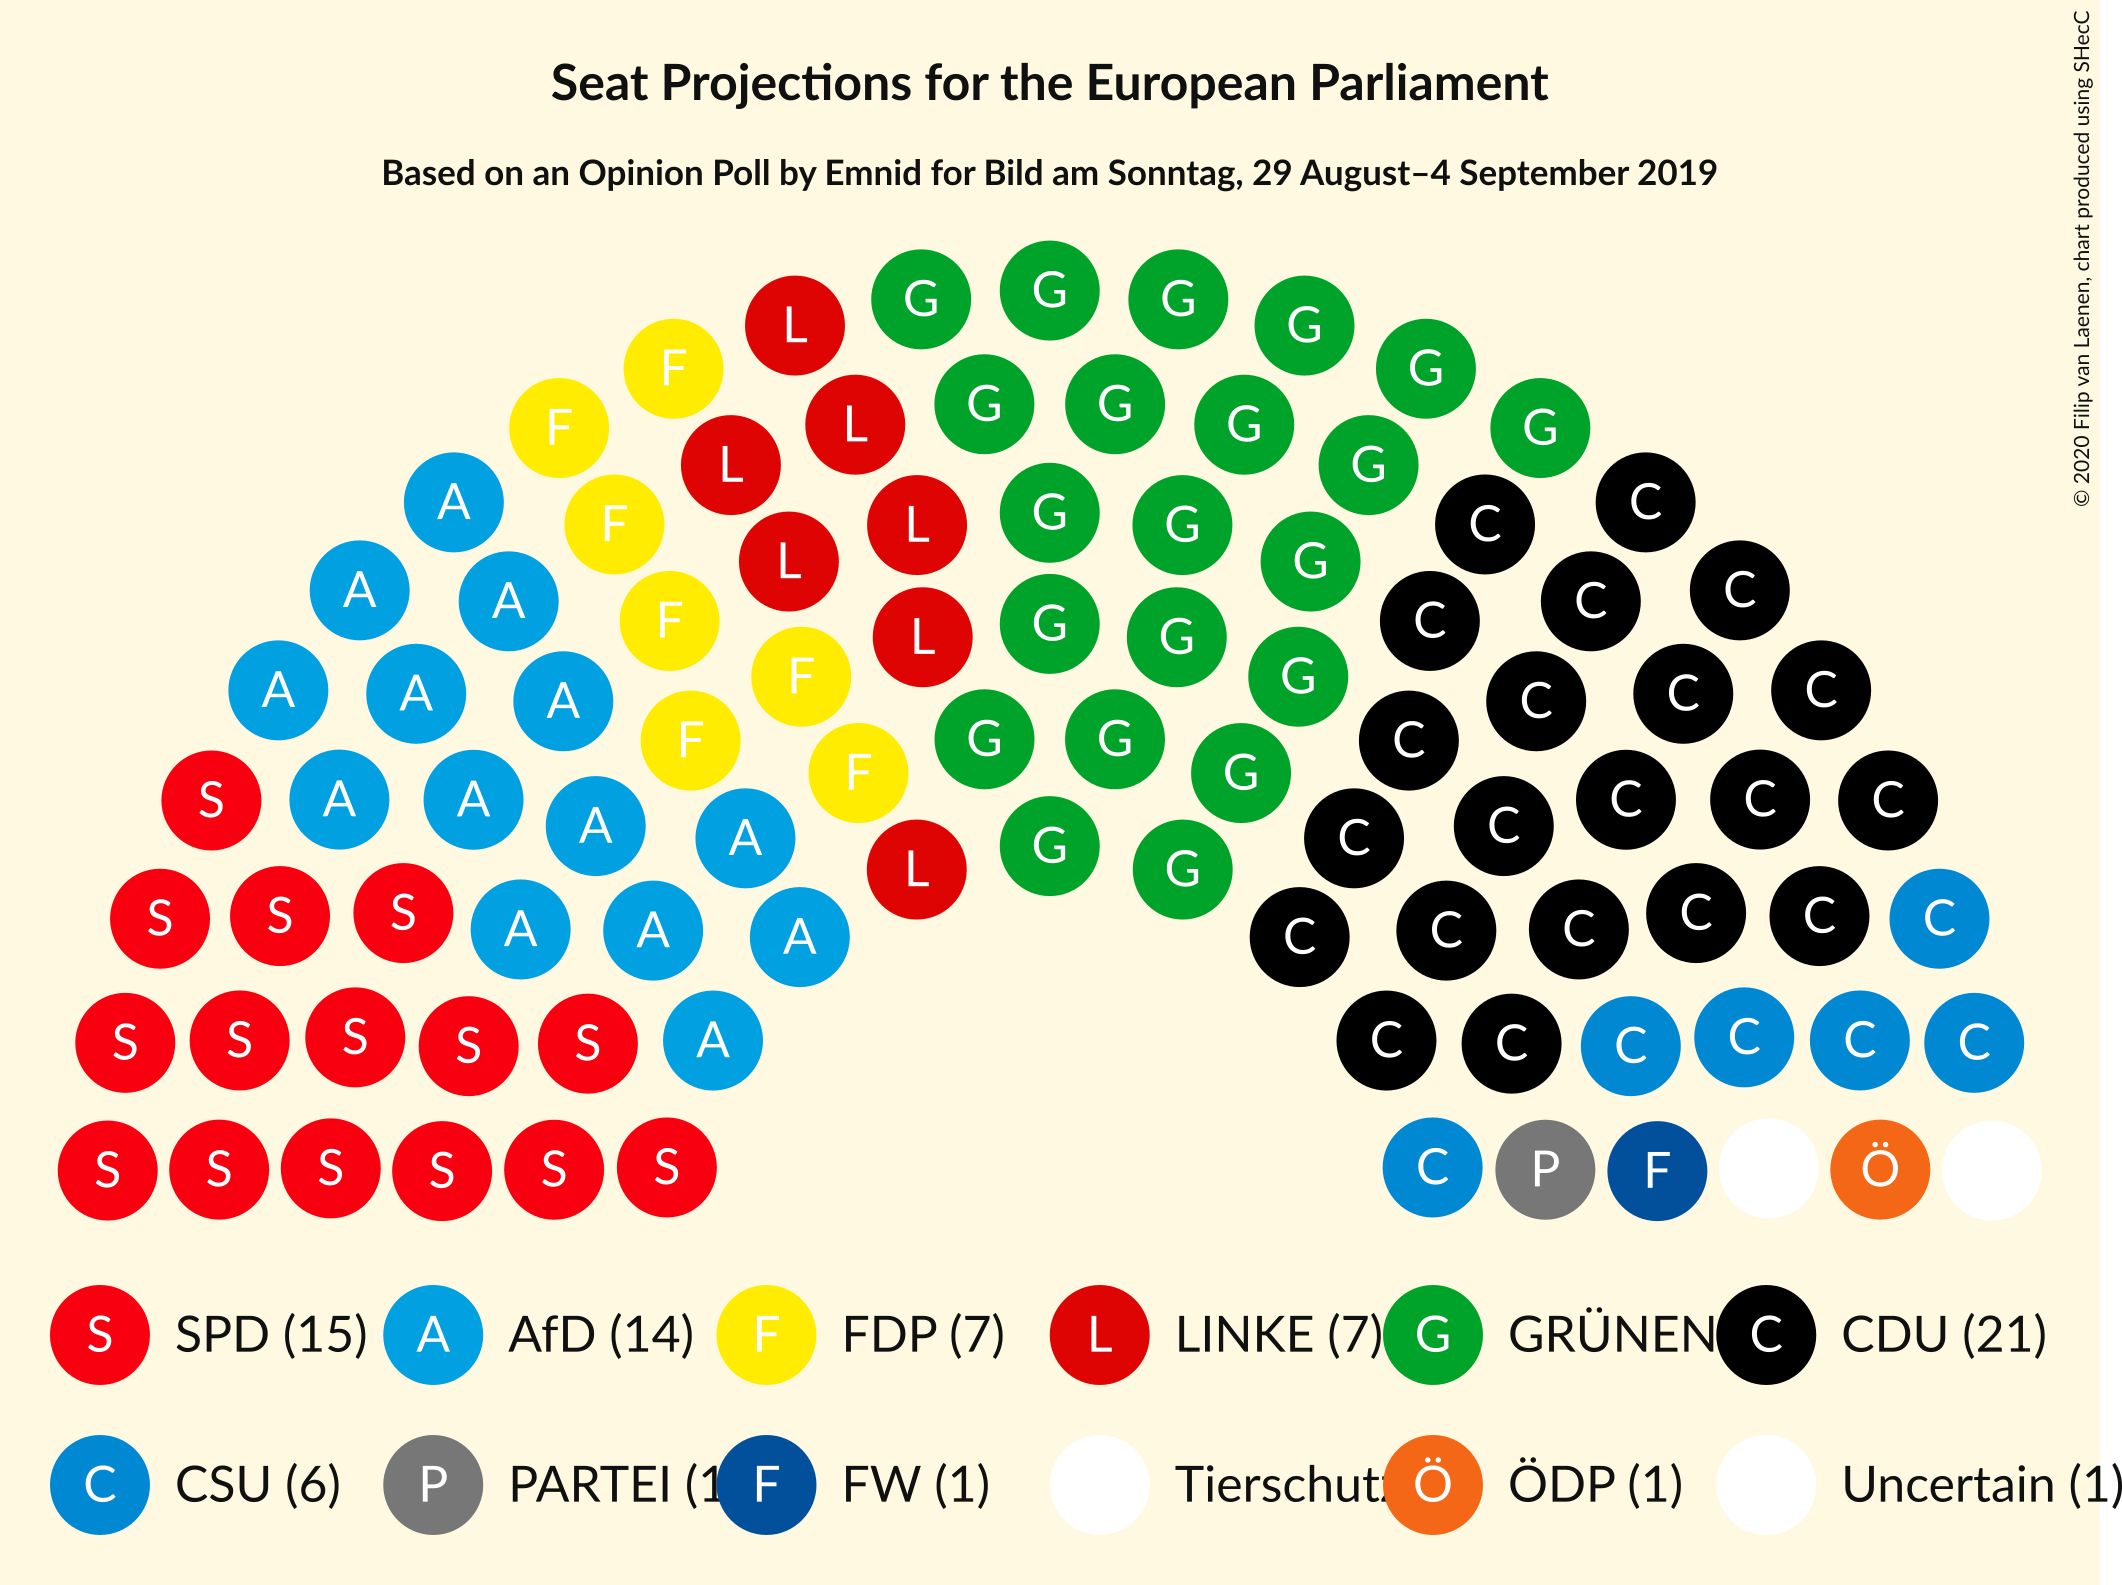 Seat Projections for the European Parliament
Based on an Opinion Poll by Emnid for Bild am Sonntag, 29 August–4 September 2019
© 2020 Filip van Laenen, chart produced using SHecC
G G G G G
L G
F G G G G
F L G
L C C
A F L G G G
L G C
A A F L G G C C
F G C
A A A F G G G C C C C
S A A A A F C C C C C
L G G
S S S A A A C C C C C C
S S S S S A C C C C C C
S S S S S S C P F Ö
S SPD (15) A AfD (14) F FDP (7) L LINKE (7) G GRÜNEN C CDU (21)
C CSU (6) P PARTEI (1 F FW (1) Tierschutz Ö ÖDP (1) Uncertain (1)